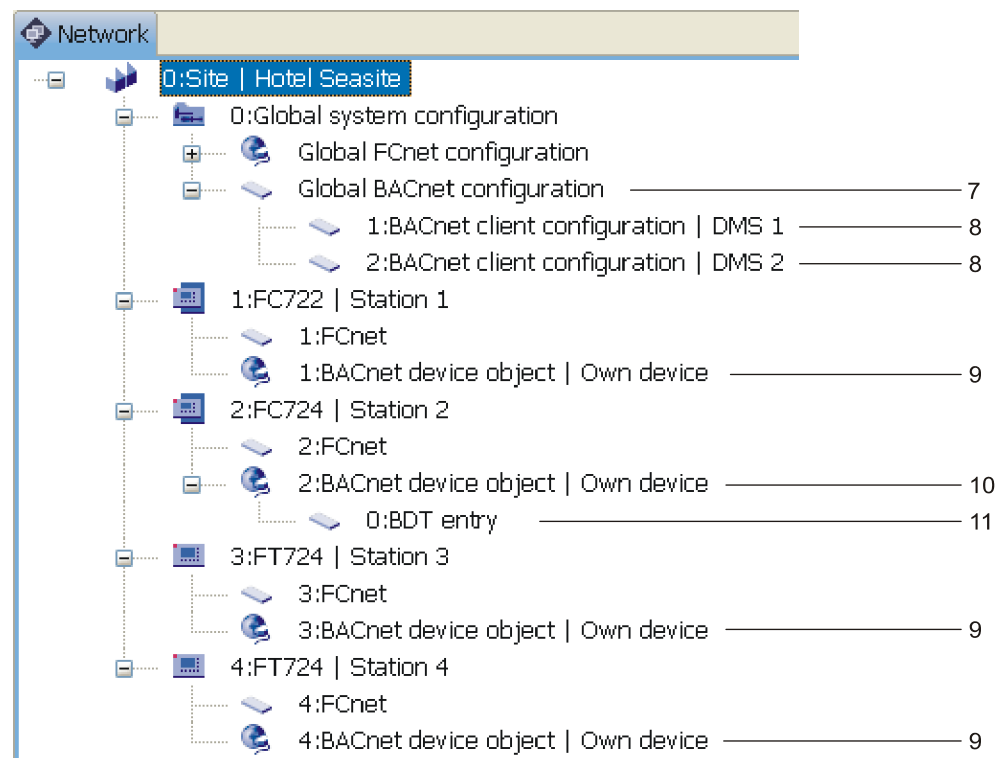 Network
0:Site | Hotel Seasite
0:Global system configuration
Global FCnet configuration
Global BACnet configuration 7
1:BACnet client configuration | DMS 1 8
2:BACnet client configuration | DMS 2 8
1:FC722 | Station 1
1:FCnet
1:BACnet device object | Own device 9
2:FC724 | Station 2
2:FCnet
2:BACnet device object | Own device 10
0:BDT entry 11
3:FT724 | Station 3
3:FCnet
3:BACnet device object | Own device 9
4:FT724 | Station 4
4:FCnet
4:BACnet device object | Own device 9